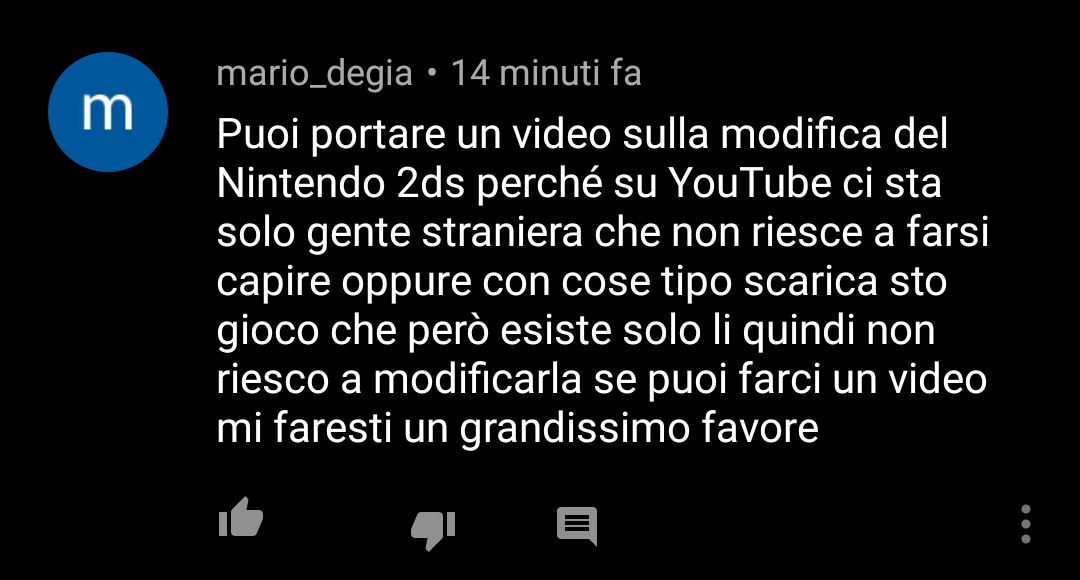 m
mario_degia • 14 minuti fa
Puoi portare un video sulla modifica del
Nintendo 2ds perché su YouTube ci sta
solo gente straniera che non riesce a farsi
capire oppure con cose tipo scarica sto
gioco che però esiste solo li quindi non
riesco a modificarla se puoi farci un video
mi faresti un grandissimo favore